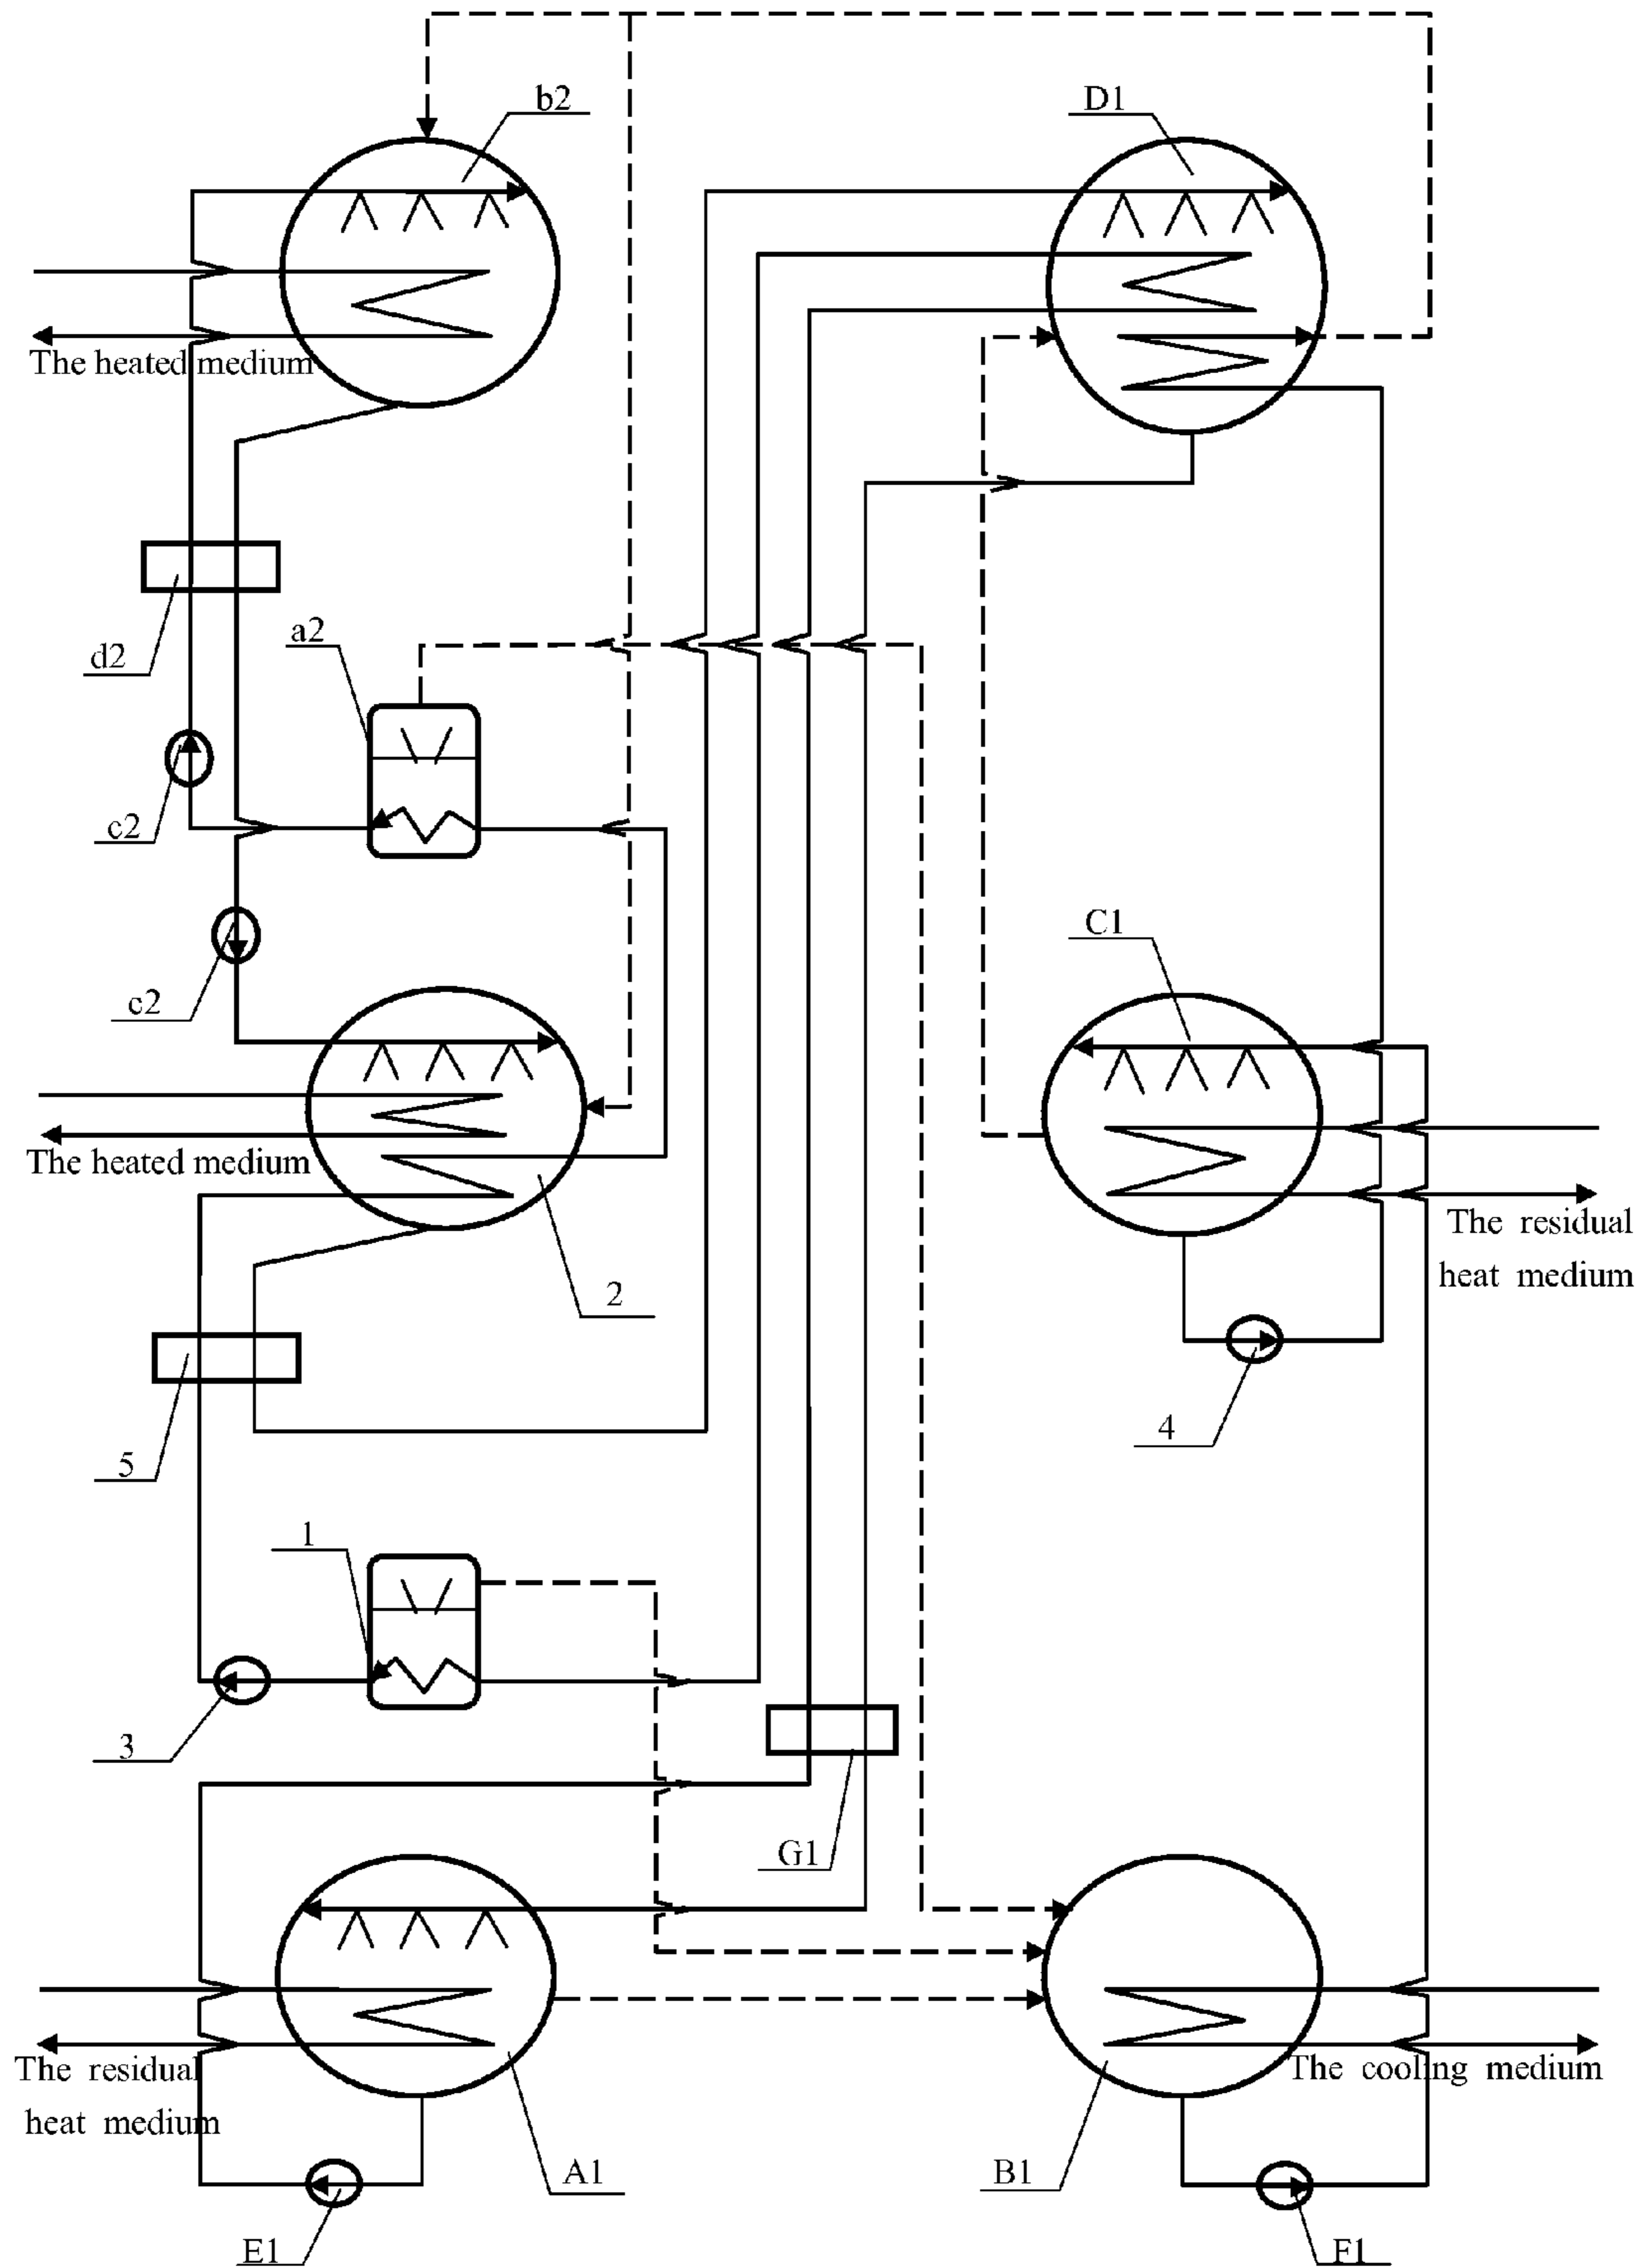 b2
D1
The heated medium
d2
a2
c2
c2
C1
The heated medium
The residual
heat medium
2
4
5
1
3
G1
The residual
heat medium
The cooling medium
A1
B1
E1
F1